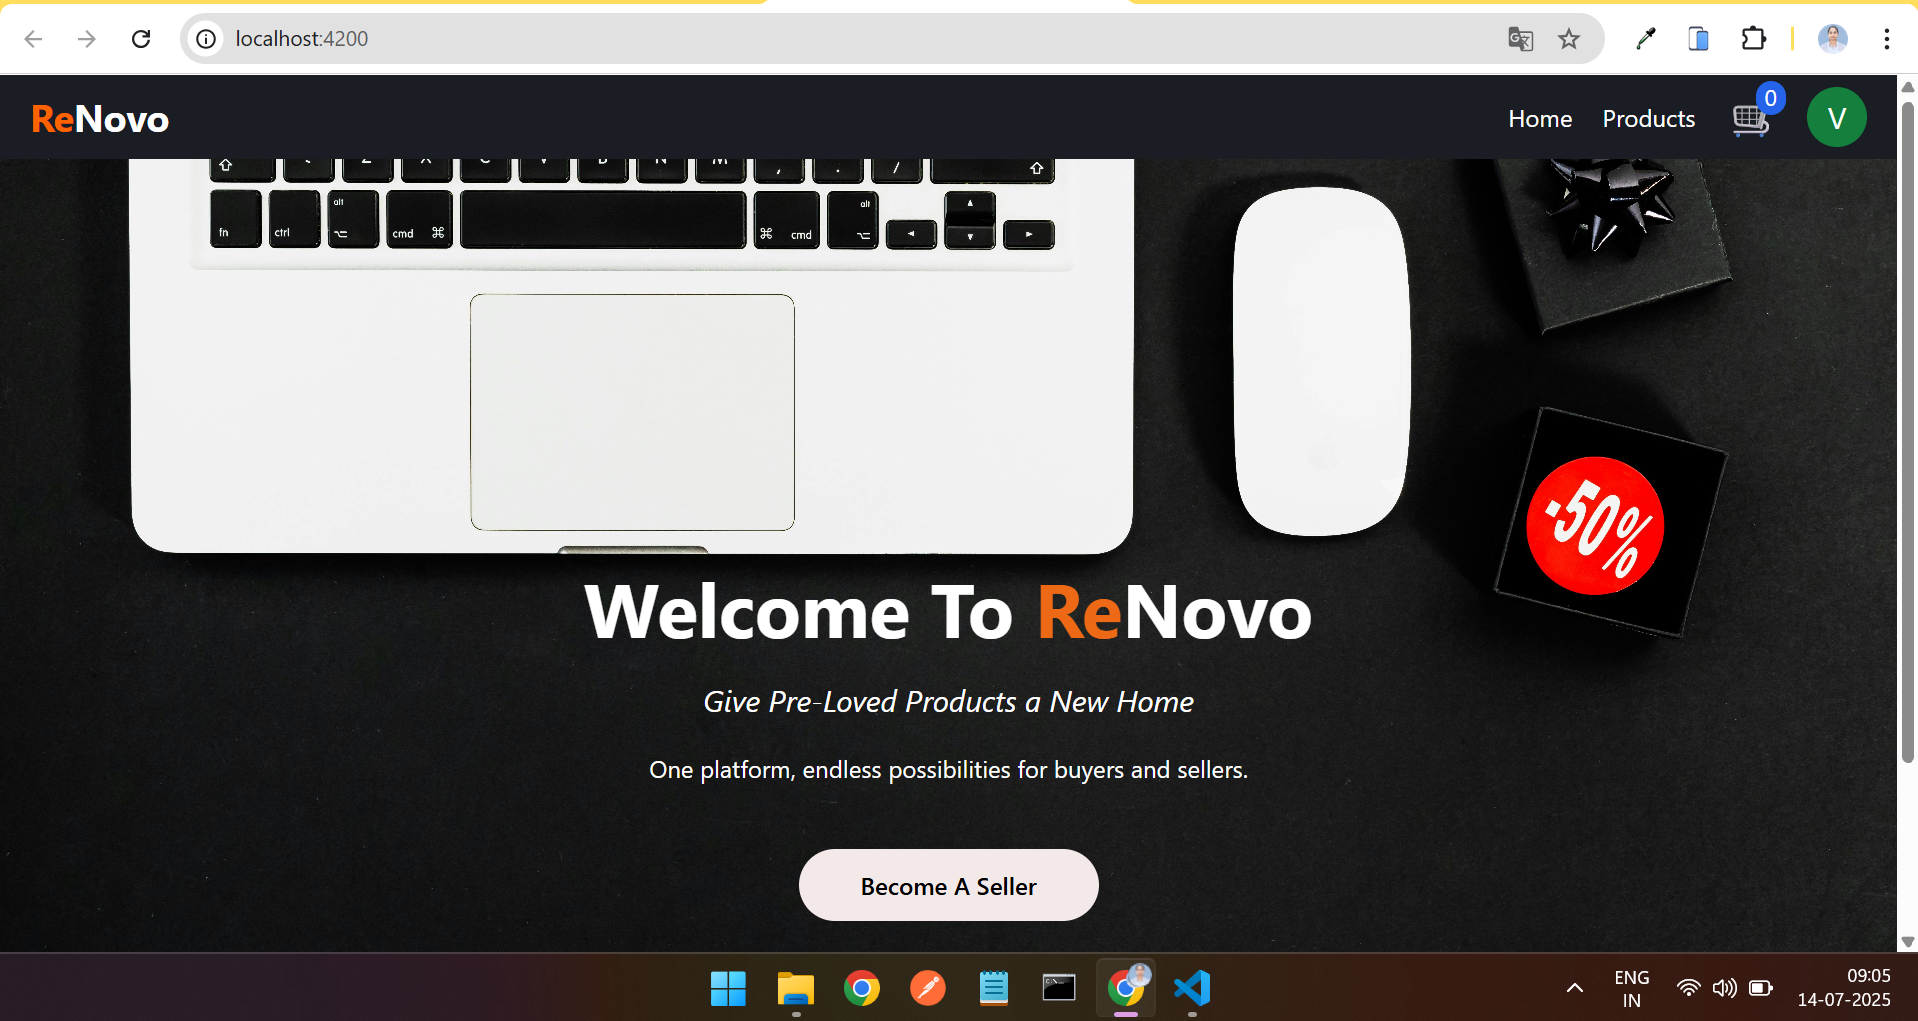 localhost:4200
ReNovo
Home Products 0 V
fn ctrl alt cmd ⌘ ⌘ cmd alt
-50%
Welcome To ReNovo
Give Pre-Loved Products a New Home
One platform, endless possibilities for buyers and sellers.
Become A Seller
ENG
IN
09:05
14-07-2025